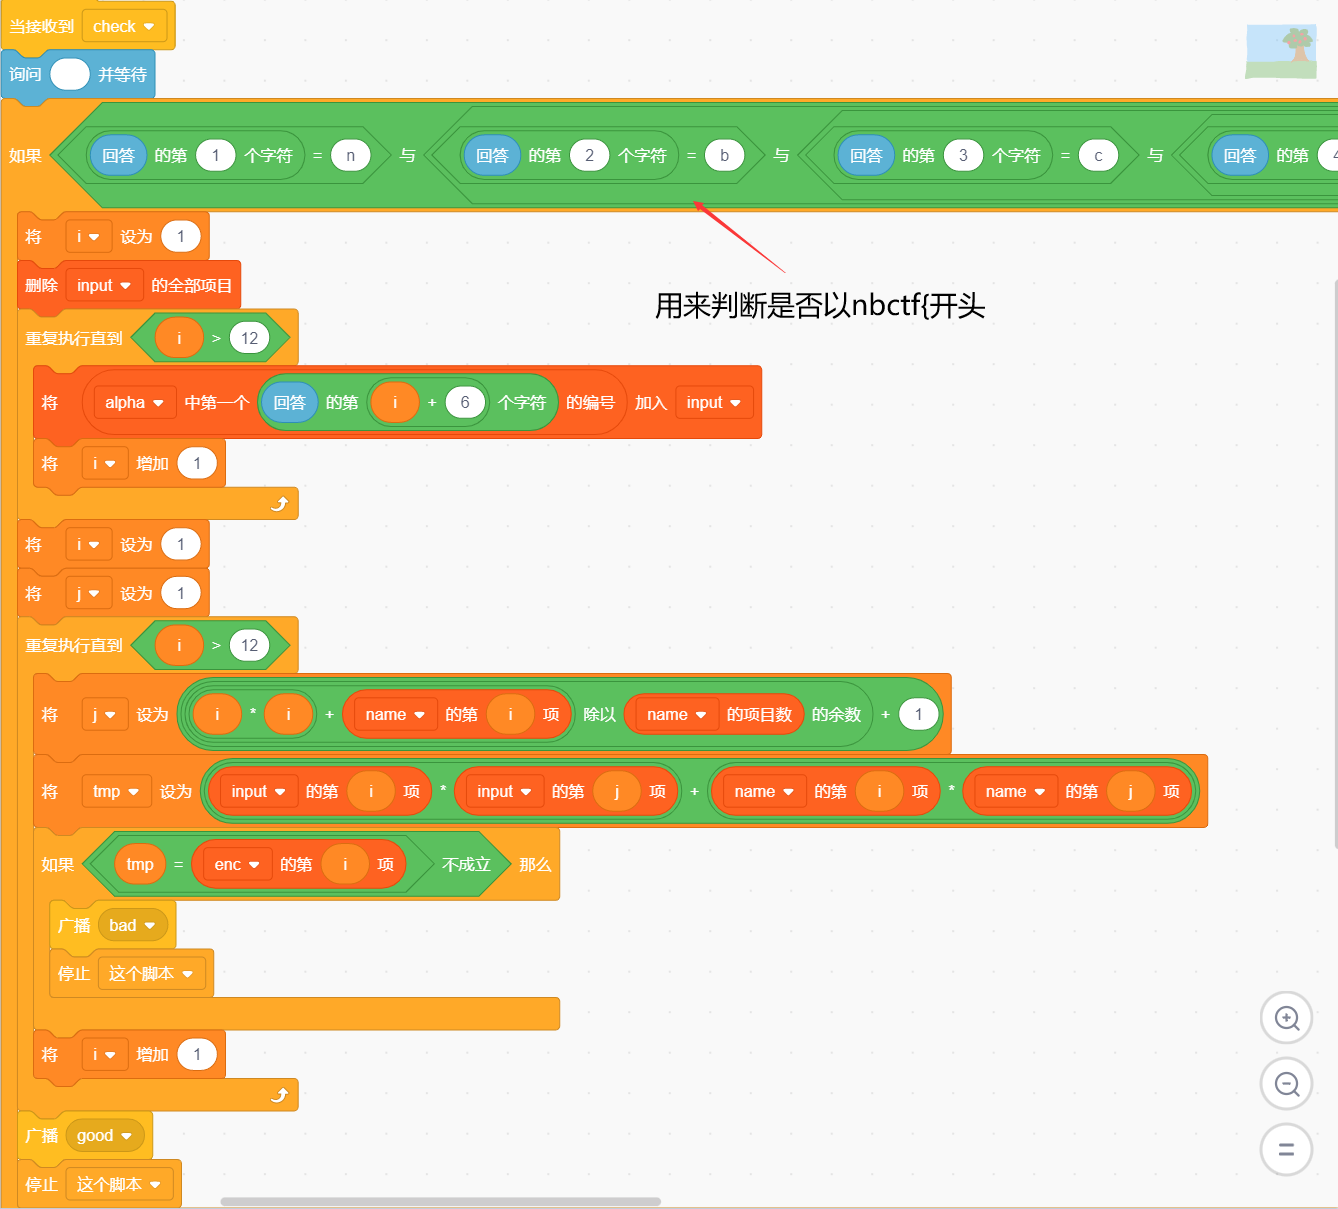 当接收到 check
询问 并等待
如果 回答 的第 1 个字符 = n 与 回答 的第 2 个字符 = b 与 回答 的第 3 个字符 = c 与 回答 的第 4
将 i 设为 1
删除 input 的全部项目
用来判断是否以nbctf{开头
重复执行直到 i > 12
将 alpha 中第一个 回答 的第 i + 6 个字符 的编号 加入 input
将 i 增加 1
将 i 设为 1
将 j 设为 1
重复执行直到 i > 12
将 j 设为 i * i + name 的第 i 项 除以 name 的项目数 的余数 + 1
将 tmp 设为 input 的第 i 项 * input 的第 j 项 + name 的第 i 项 * name 的第 j 项
如果 tmp = enc 的第 i 项 不成立 那么
广播 bad
停止 这个脚本
将 i 增加 1
广播 good
停止 这个脚本